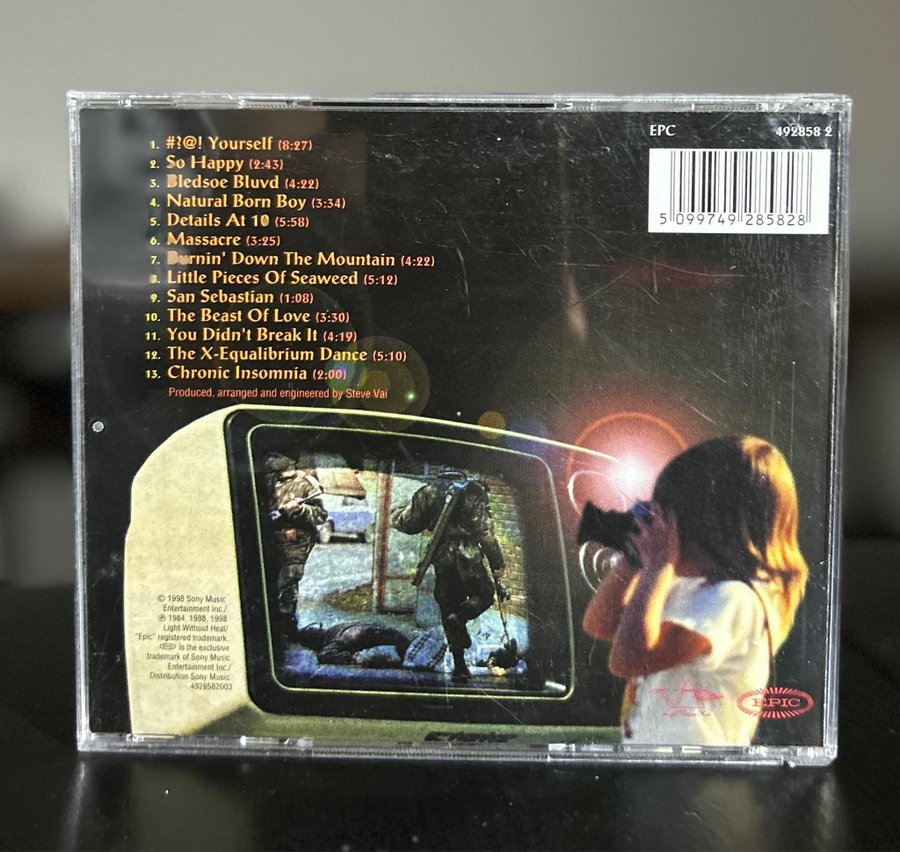 EPC 492858 2
5 099749 285828
1. #?@! Yourself (8:27)
2. So Happy (2:43)
3. Bledsoe Bluvd (4:22)
4. Natural Born Boy (3:34)
5. Details At 10 (5:58)
6. Massacre (3:25)
7. Burnin' Down The Mountain (4:22)
8. Little Pieces Of Seaweed (5:12)
9. San Sebastian (1:08)
10. The Beast Of Love (3:30)
11. You Didn't Break It (4:19)
12. The X-Equalibrium Dance (5:10)
13. Chronic Insomnia (2:00)
Produced, arranged and engineered by Steve Vai
© 1998 Sony Music
Entertainment Inc./
℗ 1984, 1988, 1998
Light Without Heat/
"Epic" registered trademark.
is the exclusive
trademark of Sony Music
Entertainment Inc./
Distribution Sony Music.
4928582003
EPIC